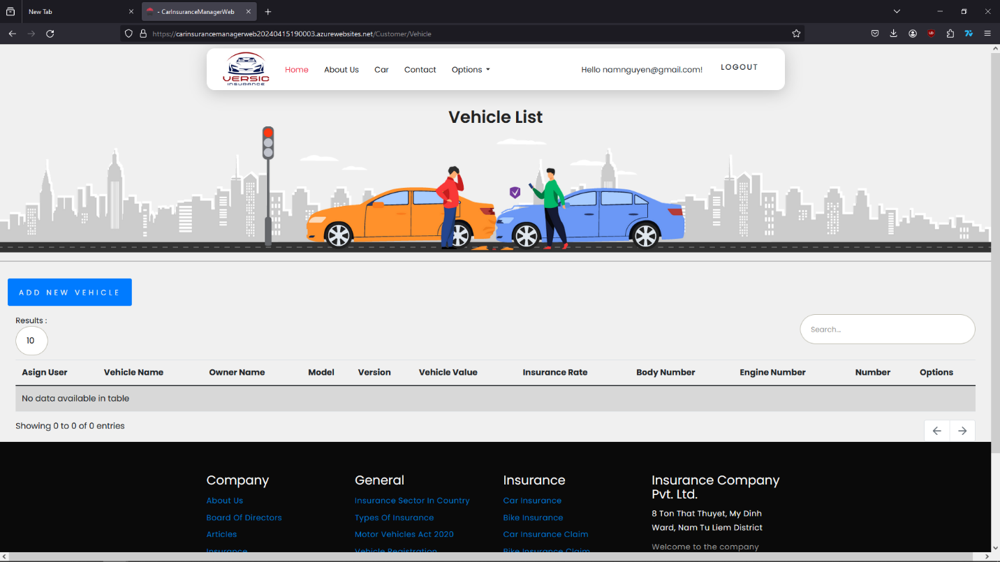 New Tab
- CarInsuranceManagerWeb
https://carinsurancemanagerweb20240415190003.azurewebsites.net/Customer/Vehicle
VERSIC
INSURANCE
Home
About Us
Car
Contact
Options
Hello namnguyen@gmail.com!
LOGOUT
Vehicle List
ADD NEW VEHICLE
Results :
10
Search...
Asign User Vehicle Name Owner Name Model Version Vehicle Value Insurance Rate Body Number Engine Number Number Options
No data available in table
Showing 0 to 0 of 0 entries
Company
About Us
Board Of Directors
Articles
Insurance
General
Insurance Sector In Country
Types Of Insurance
Motor Vehicles Act 2020
Vehicle Registration
Insurance
Car Insurance
Bike Insurance
Car Insurance Claim
Bike Insurance Claim
Insurance Company
Pvt. Ltd.
8 Ton That Thuyet, My Dinh
Ward, Nam Tu Liem District
Welcome to the company